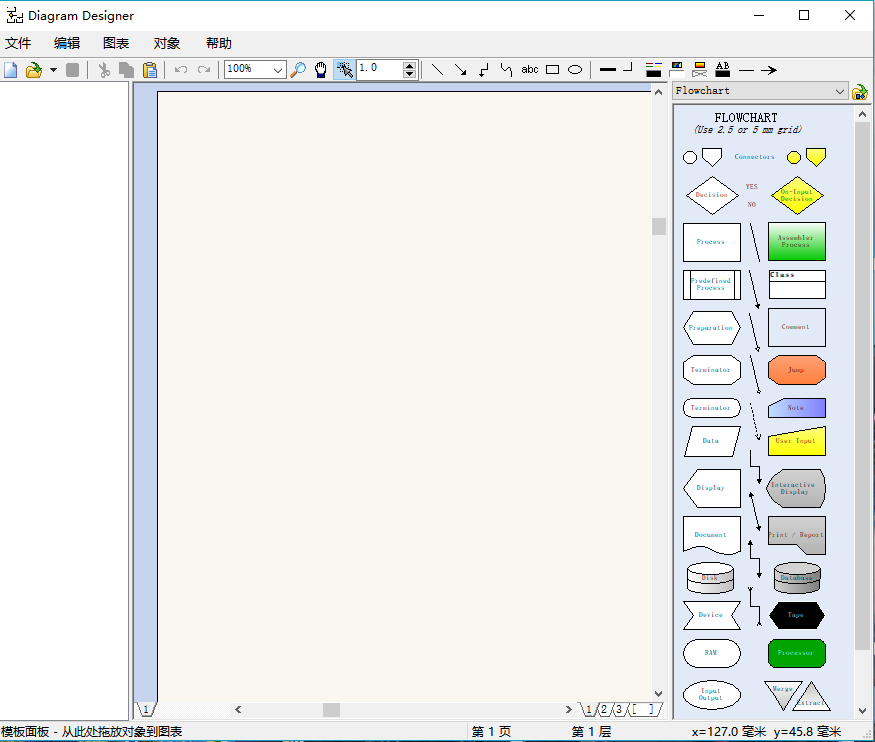 Diagram Designer
文件 编辑 图表 对象 帮助
100% 1.0 abc AB
Flowchart
FLOWCHART
(Use 2.5 or 5 mm grid)
Connectors
Decision
YES
NO
On-Input
Decision
Process
Assembler
Process
Predefined
Process
Class
Preparation
Comment
Terminator
Jump
Terminator
Note
Data
User Input
Display
Interactive
Display
Document
Print / Report
Disk
Database
Device
Tape
RAM
Processor
Input
Output
Merge
Extract
1
1 2 3 [ ]
模板面板 - 从此处拖放对象到图表 第 1 页 第 1 层 x=127.0 毫米 y=45.8 毫米